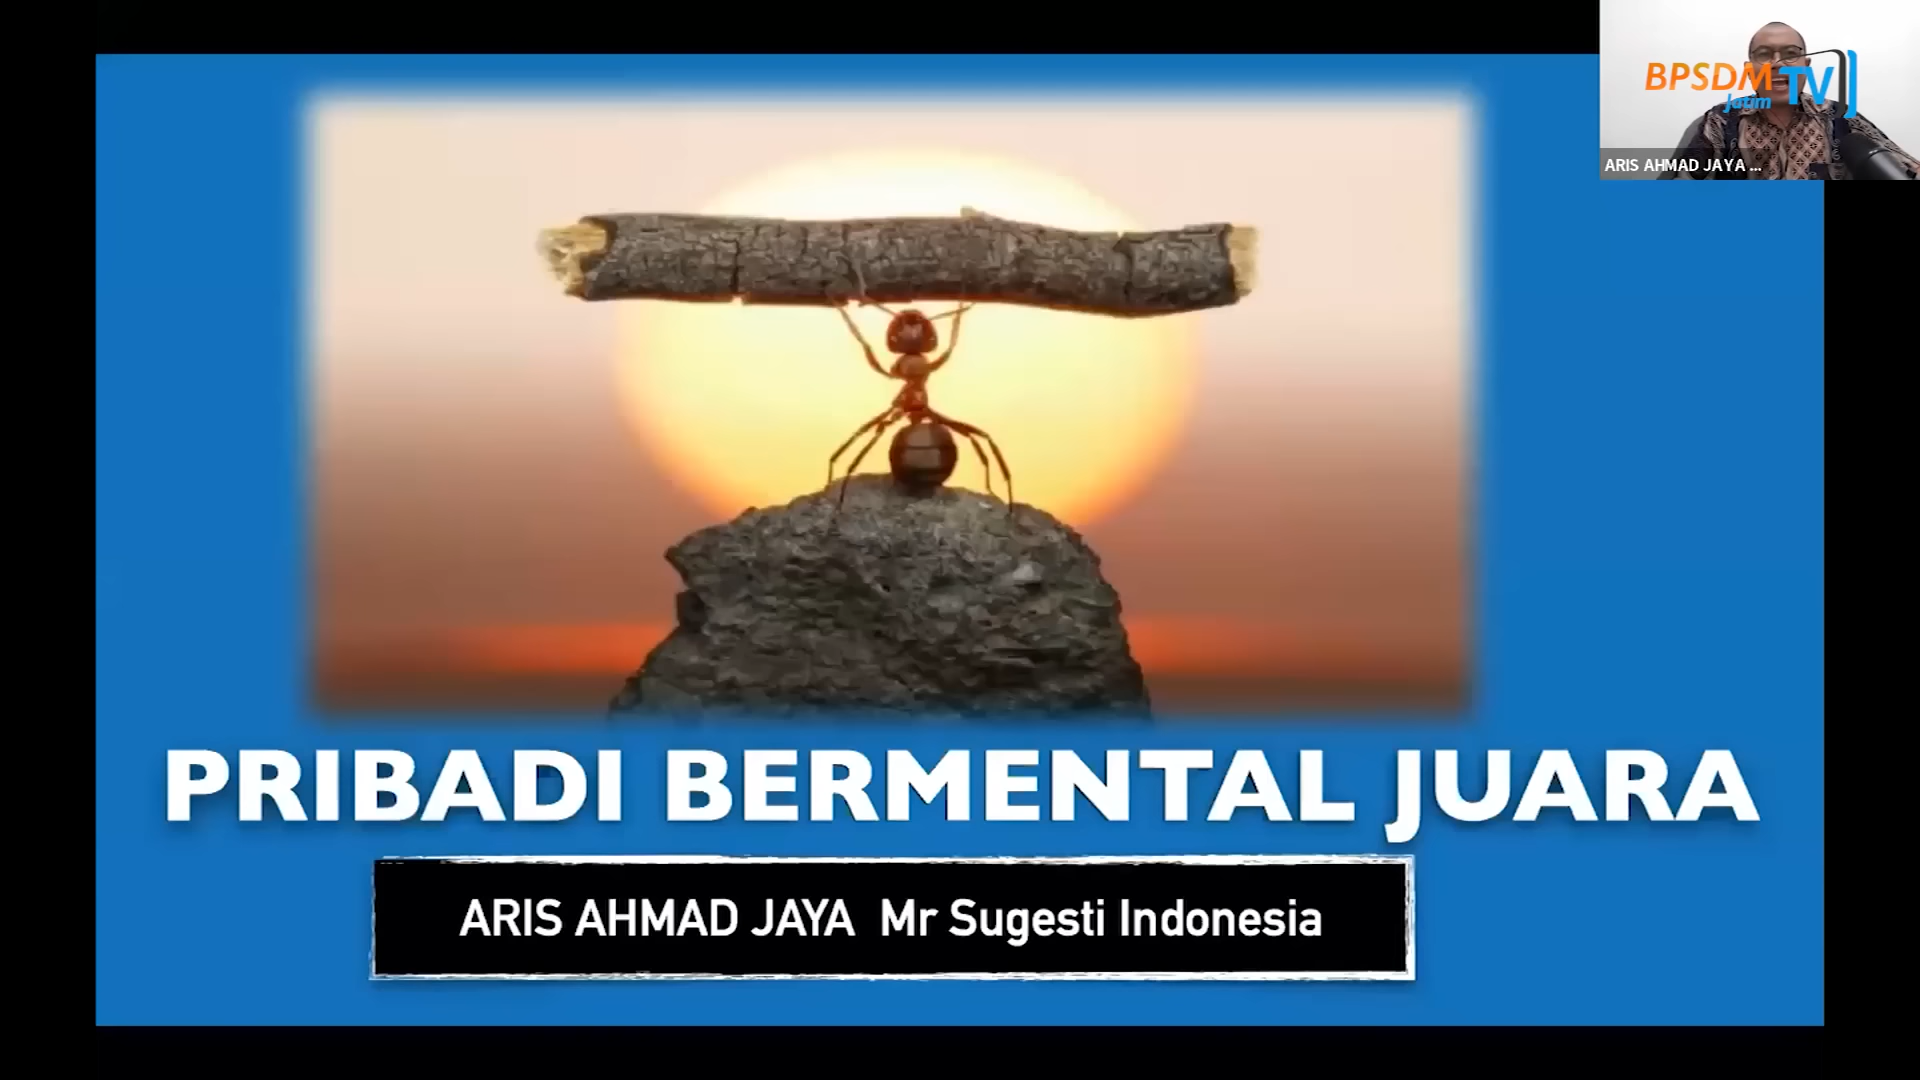 BPSDM TV
Jatim
ARIS AHMAD JAYA ...
PRIBADI BERMENTAL JUARA
ARIS AHMAD JAYA Mr Sugesti Indonesia